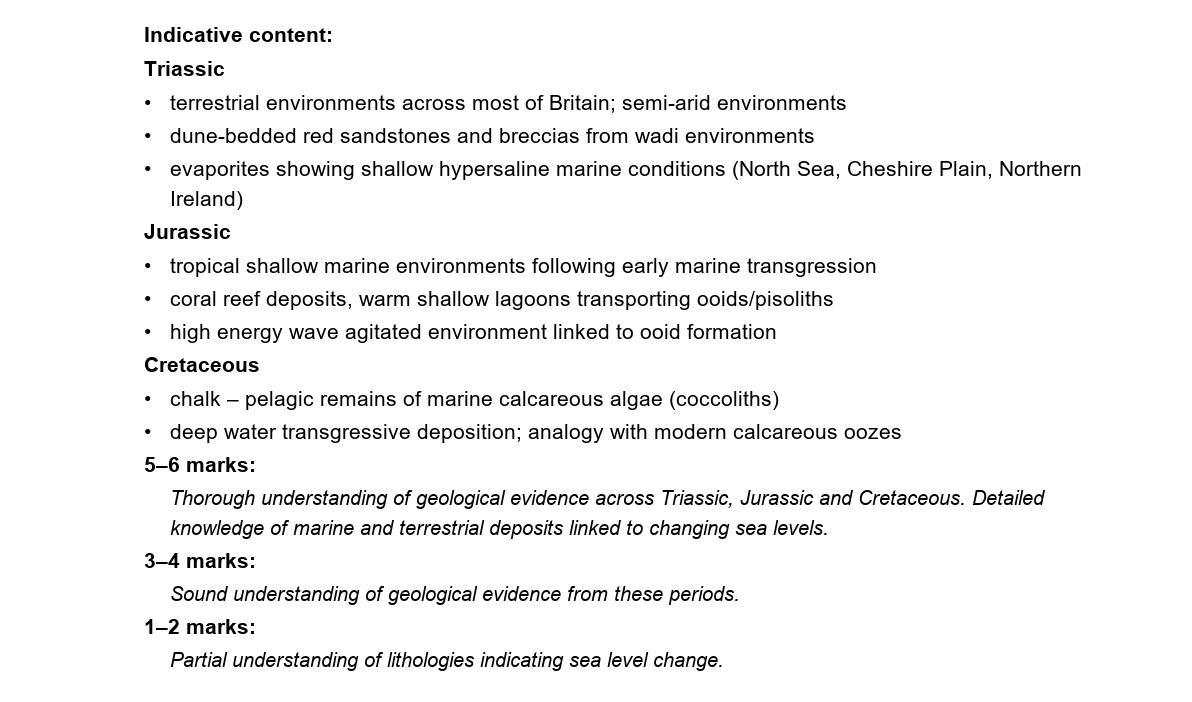 Indicative content:
Triassic
• terrestrial environments across most of Britain; semi-arid environments
• dune-bedded red sandstones and breccias from wadi environments
• evaporites showing shallow hypersaline marine conditions (North Sea, Cheshire Plain, Northern
Ireland)
Jurassic
• tropical shallow marine environments following early marine transgression
• coral reef deposits, warm shallow lagoons transporting ooids/pisoliths
• high energy wave agitated environment linked to ooid formation
Cretaceous
• chalk – pelagic remains of marine calcareous algae (coccoliths)
• deep water transgressive deposition; analogy with modern calcareous oozes
5–6 marks:
Thorough understanding of geological evidence across Triassic, Jurassic and Cretaceous. Detailed
knowledge of marine and terrestrial deposits linked to changing sea levels.
3–4 marks:
Sound understanding of geological evidence from these periods.
1–2 marks:
Partial understanding of lithologies indicating sea level change.